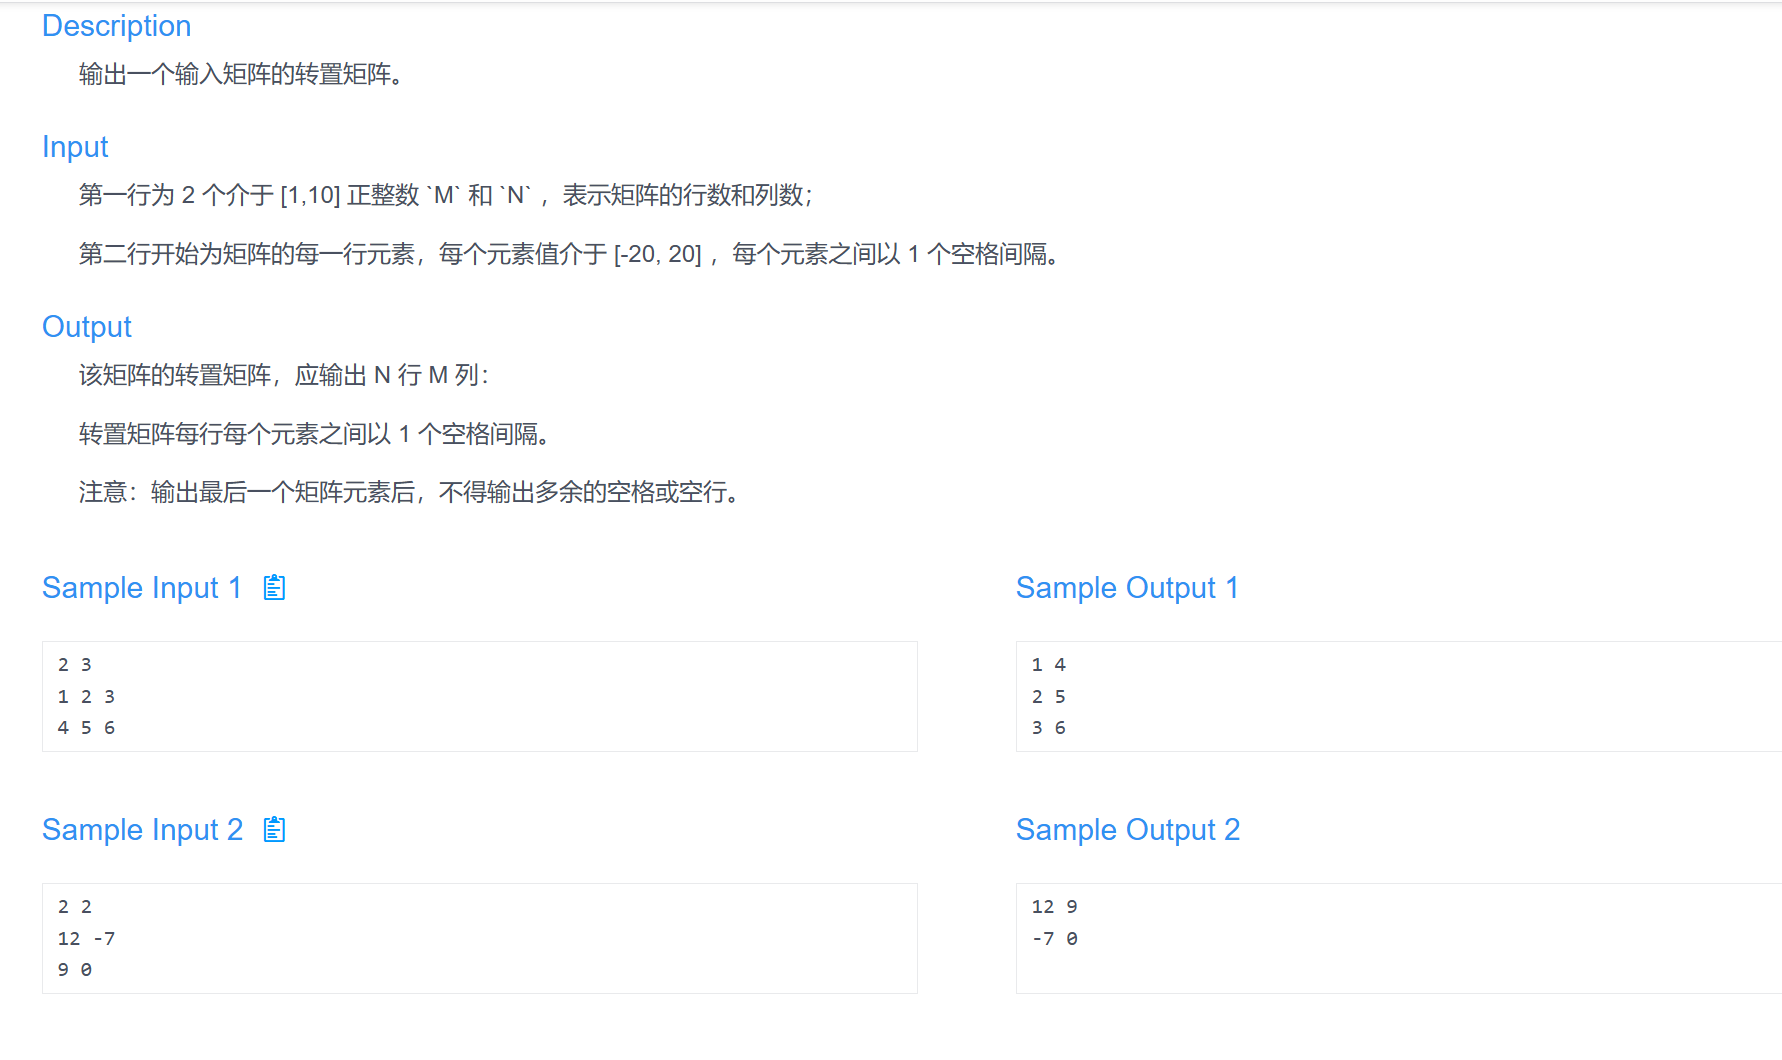 Description
输出一个输入矩阵的转置矩阵。
Input
第一行为 2 个介于 [1,10] 正整数 `M` 和 `N` ，表示矩阵的行数和列数；
第二行开始为矩阵的每一行元素，每个元素值介于 [-20, 20] ，每个元素之间以 1 个空格间隔。
Output
该矩阵的转置矩阵，应输出 N 行 M 列：
转置矩阵每行每个元素之间以 1 个空格间隔。
注意：输出最后一个矩阵元素后，不得输出多余的空格或空行。
Sample Input 1
Sample Output 1
2 3
1 2 3
4 5 6
1 4
2 5
3 6
Sample Input 2
Sample Output 2
2 2
12 -7
9 0
12 9
-7 0